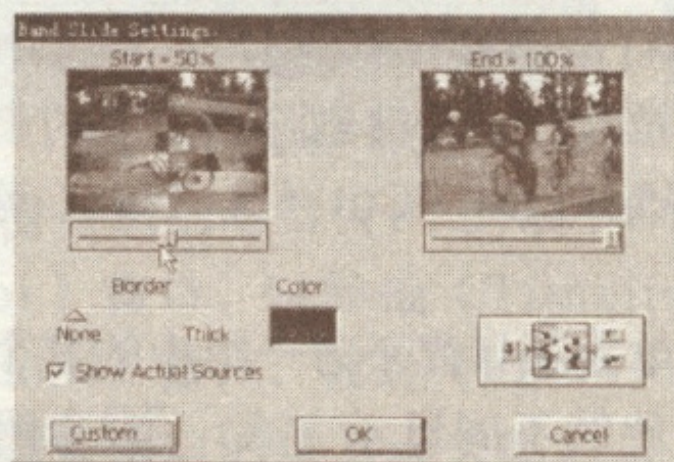 Band Slide Settings
Start = 50%
End = 100%
Border
Color
None
Thick
Show Actual Sources
Custom...
OK
Cancel